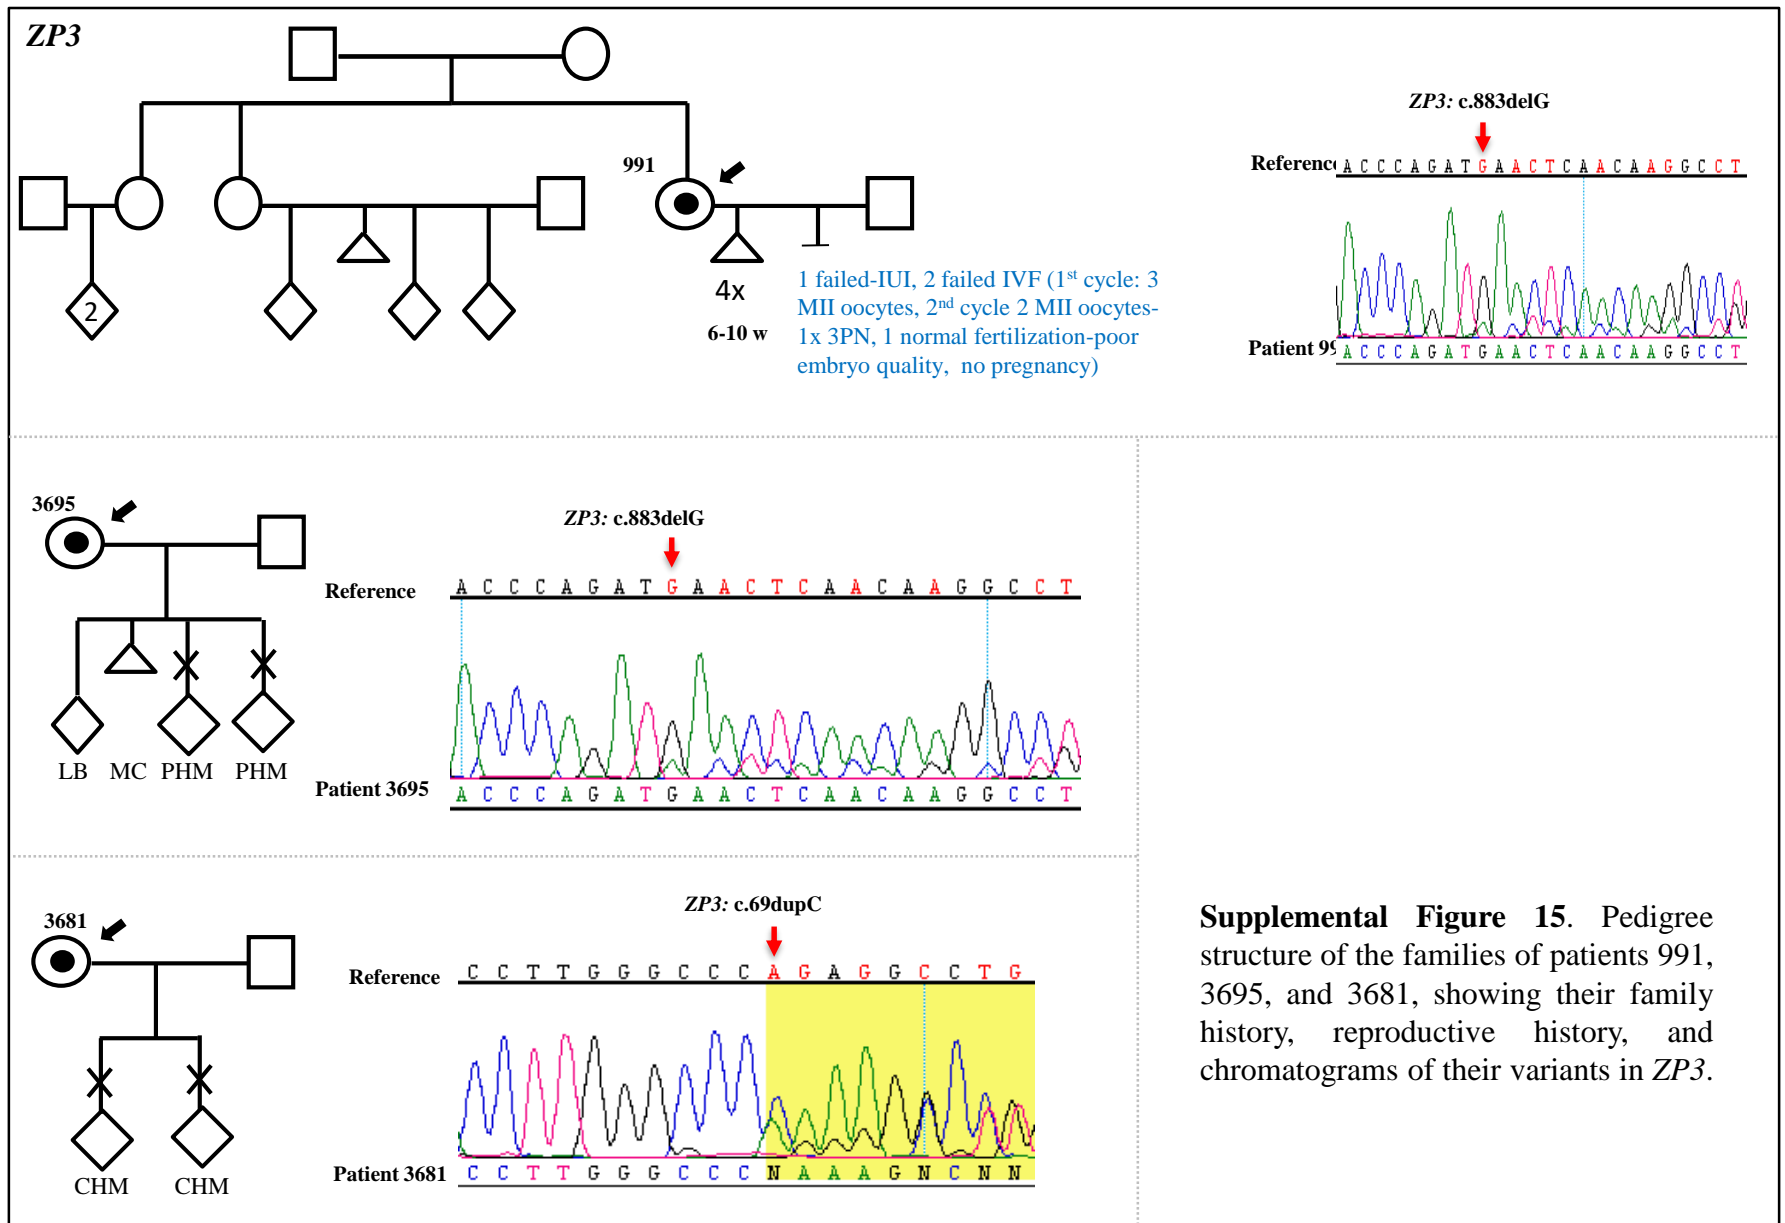 ZP3
991
2
4x
6-10 w
1 failed-IUI, 2 failed IVF (1st cycle: 3
MII oocytes, 2nd cycle 2 MII oocytes-
1x 3PN, 1 normal fertilization-poor
embryo quality, no pregnancy)
ZP3: c.883delG
Reference A C C C A G A T G A A C T C A A C A A G G C C T
Patient 99 A C C C A G A T G A A C T C A A C A A G G C C T
3695
LB MC PHM PHM
ZP3: c.883delG
Reference A C C C A G A T G A A C T C A A C A A G G C C T
Patient 3695 A C C C A G A T G A A C T C A A C A A G G C C T
3681
CHM CHM
ZP3: c.69dupC
Reference C C T T G G G C C C A G A G G C C T G
Patient 3681 C C T T G G G C C C N A A A G N C N N
Supplemental Figure 15. Pedigree
structure of the families of patients 991,
3695, and 3681, showing their family
history, reproductive history, and
chromatograms of their variants in ZP3.